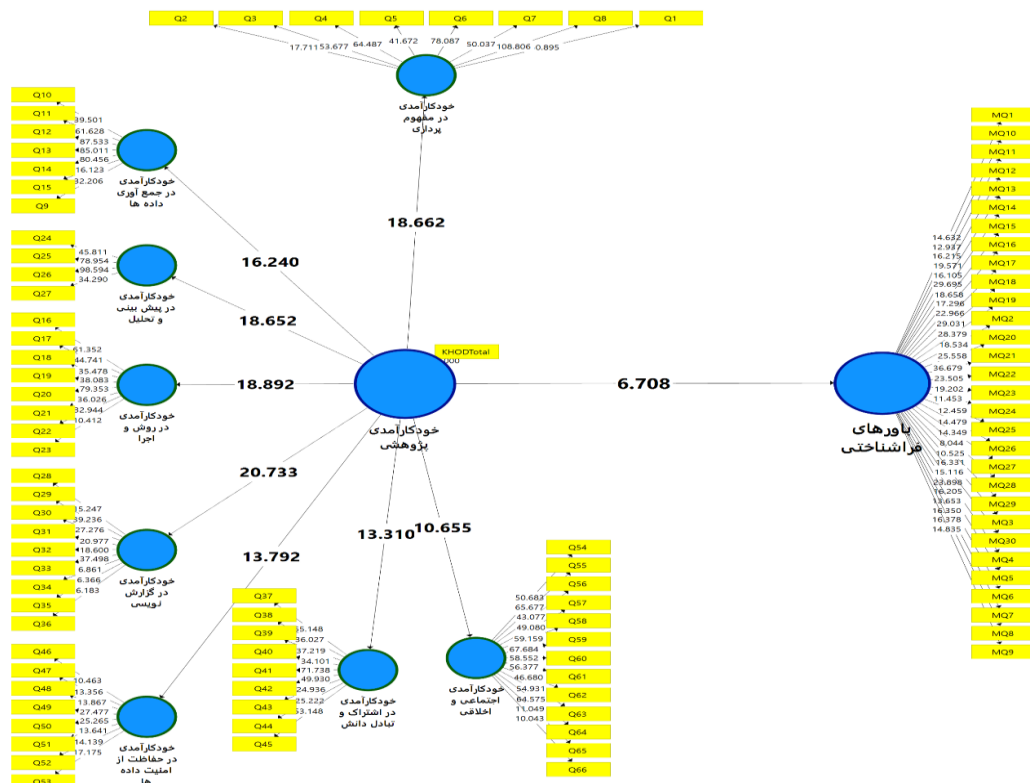 Q2
Q3
Q4
Q5
Q6
Q7
Q8
Q1
17.711
53.677
64.487
41.672
78.087
50.037
108.806
0.895
خودکارآمدی
در مفهوم
پردازی
Q10
Q11
Q12
Q13
Q14
Q15
Q9
39.501
61.628
87.533
85.011
80.456
16.123
32.206
خودکارآمدی
در جمع آوری
داده ها
Q24
Q25
Q26
Q27
45.811
78.954
98.594
34.290
خودکارآمدی
در پیش بینی
و تحلیل
Q16
Q17
Q18
Q19
Q20
Q21
Q22
Q23
61.352
44.741
35.478
38.083
79.353
36.026
32.944
10.412
خودکارآمدی
در روش و
اجرا
Q28
Q29
Q30
Q31
Q32
Q33
Q34
Q35
Q36
15.247
39.236
27.276
20.977
18.600
37.498
6.861
6.366
6.183
خودکارآمدی
در گزارش
نویسی
Q46
Q47
Q48
Q49
Q50
Q51
Q52
Q53
10.463
13.356
13.867
27.477
25.265
13.641
14.139
17.175
خودکارآمدی
در حفاظت از
امنیت داده
ها
Q37
Q38
Q39
Q40
Q41
Q42
Q43
Q44
Q45
36.027
37.219
34.101
71.738
49.930
24.936
25.222
53.148
خودکارآمدی
در اشتراک و
تبادل دانش
Q54
Q55
Q56
Q57
Q58
Q59
Q60
Q61
Q62
Q63
Q64
Q65
Q66
50.683
65.677
43.077
49.080
59.159
67.684
58.552
56.377
46.680
54.931
84.575
11.049
10.043
خودکارآمدی
اجتماعی و
اخلاقی
18.662
16.240
18.652
18.892
20.733
13.792
13.310
10.655
6.708
KHODTotal
خودکارآمدی
پژوهشی
باورهای
فراشناختی
14.632
12.937
16.215
19.571
16.105
29.695
18.658
17.296
22.966
29.031
28.379
18.534
25.558
36.679
23.505
19.202
11.453
12.459
14.479
14.349
8.044
10.525
16.331
15.116
23.898
16.205
13.653
16.350
16.378
14.835
MQ1
MQ10
MQ11
MQ12
MQ13
MQ14
MQ15
MQ16
MQ17
MQ18
MQ19
MQ2
MQ20
MQ21
MQ22
MQ23
MQ24
MQ25
MQ26
MQ27
MQ28
MQ29
MQ3
MQ30
MQ4
MQ5
MQ6
MQ7
MQ8
MQ9